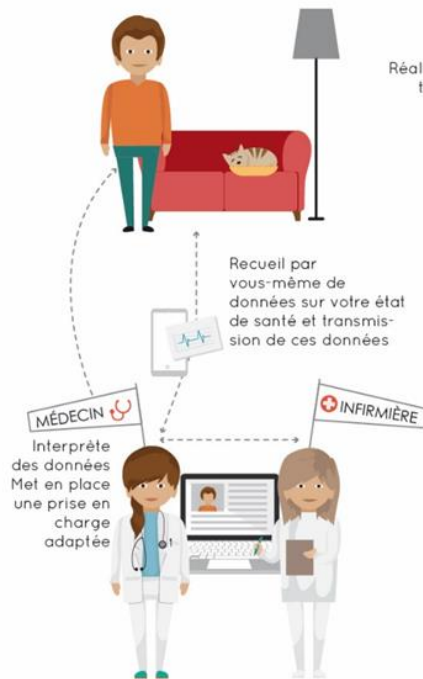 Réal
t
Recueil par
vous-même de
données sur votre état
de santé et transmis-
sion de ces données
MÉDECIN
INFIRMIÈRE
Interprète
des données
Met en place
une prise en
charge
adaptée